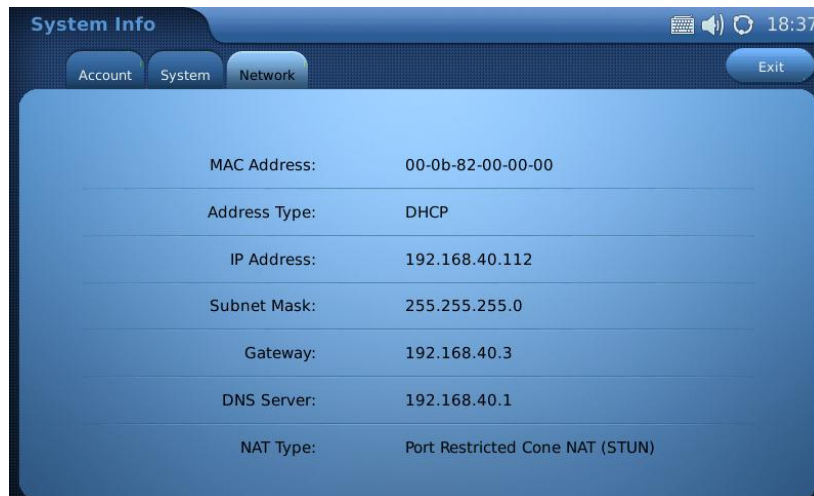 System Info
18:37
Account System Network
Exit
MAC Address: 00-0b-82-00-00-00
Address Type: DHCP
IP Address: 192.168.40.112
Subnet Mask: 255.255.255.0
Gateway: 192.168.40.3
DNS Server: 192.168.40.1
NAT Type: Port Restricted Cone NAT (STUN)